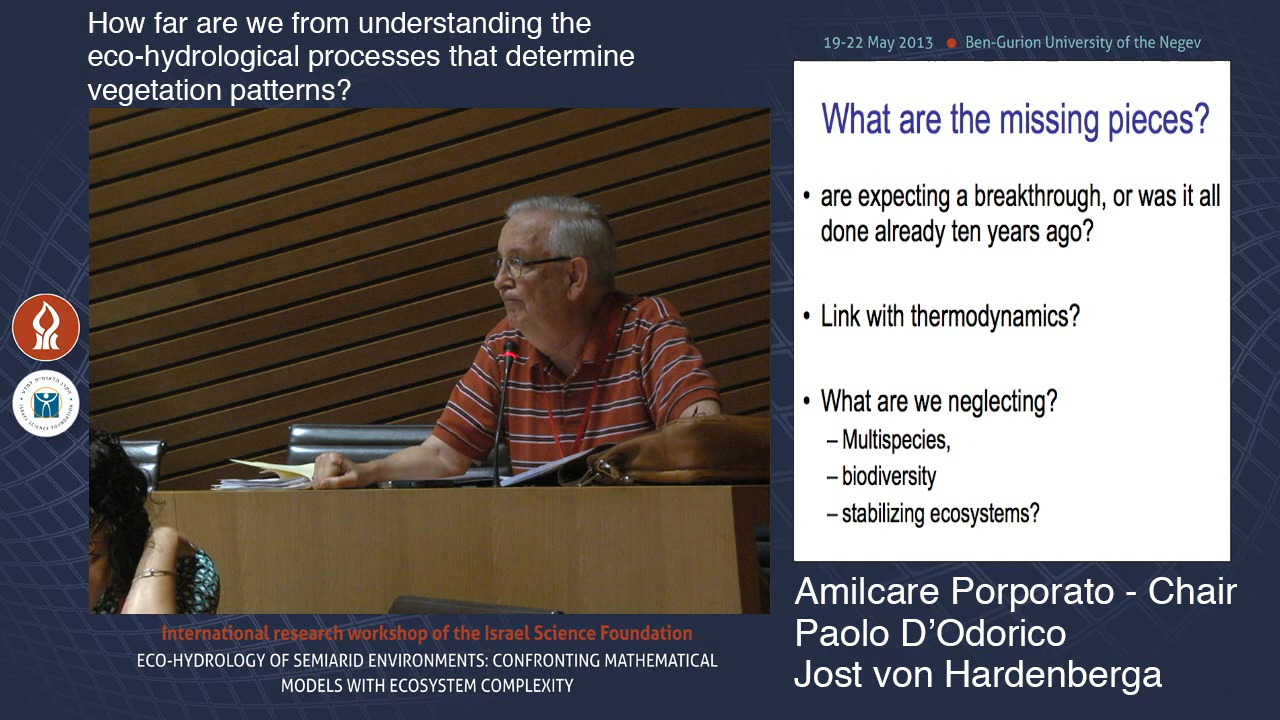 How far are we from understanding the
eco-hydrological processes that determine
vegetation patterns?
19-22 May 2013 ● Ben-Gurion University of the Negev
What are the missing pieces?
• are expecting a breakthrough, or was it all
done already ten years ago?
• Link with thermodynamics?
• What are we neglecting?
– Multispecies,
– biodiversity
– stabilizing ecosystems?
ISRAEL SCIENCE FOUNDATION
International research workshop of the Israel Science Foundation
ECO-HYDROLOGY OF SEMIARID ENVIRONMENTS: CONFRONTING MATHEMATICAL
MODELS WITH ECOSYSTEM COMPLEXITY
Amilcare Porporato - Chair
Paolo D’Odorico
Jost von Hardenberga